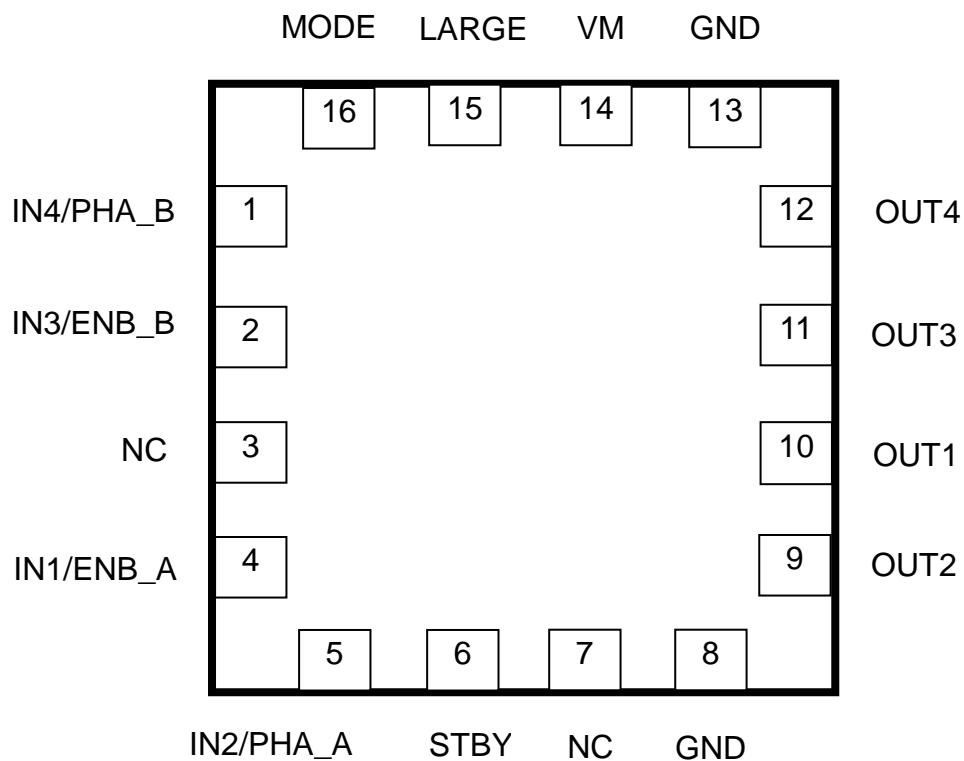 MODE LARGE VM GND
16 15 14 13
IN4/PHA_B 1 12 OUT4
IN3/ENB_B 2 11 OUT3
NC 3 10 OUT1
IN1/ENB_A 4 9 OUT2
5 6 7 8
IN2/PHA_A STBY NC GND